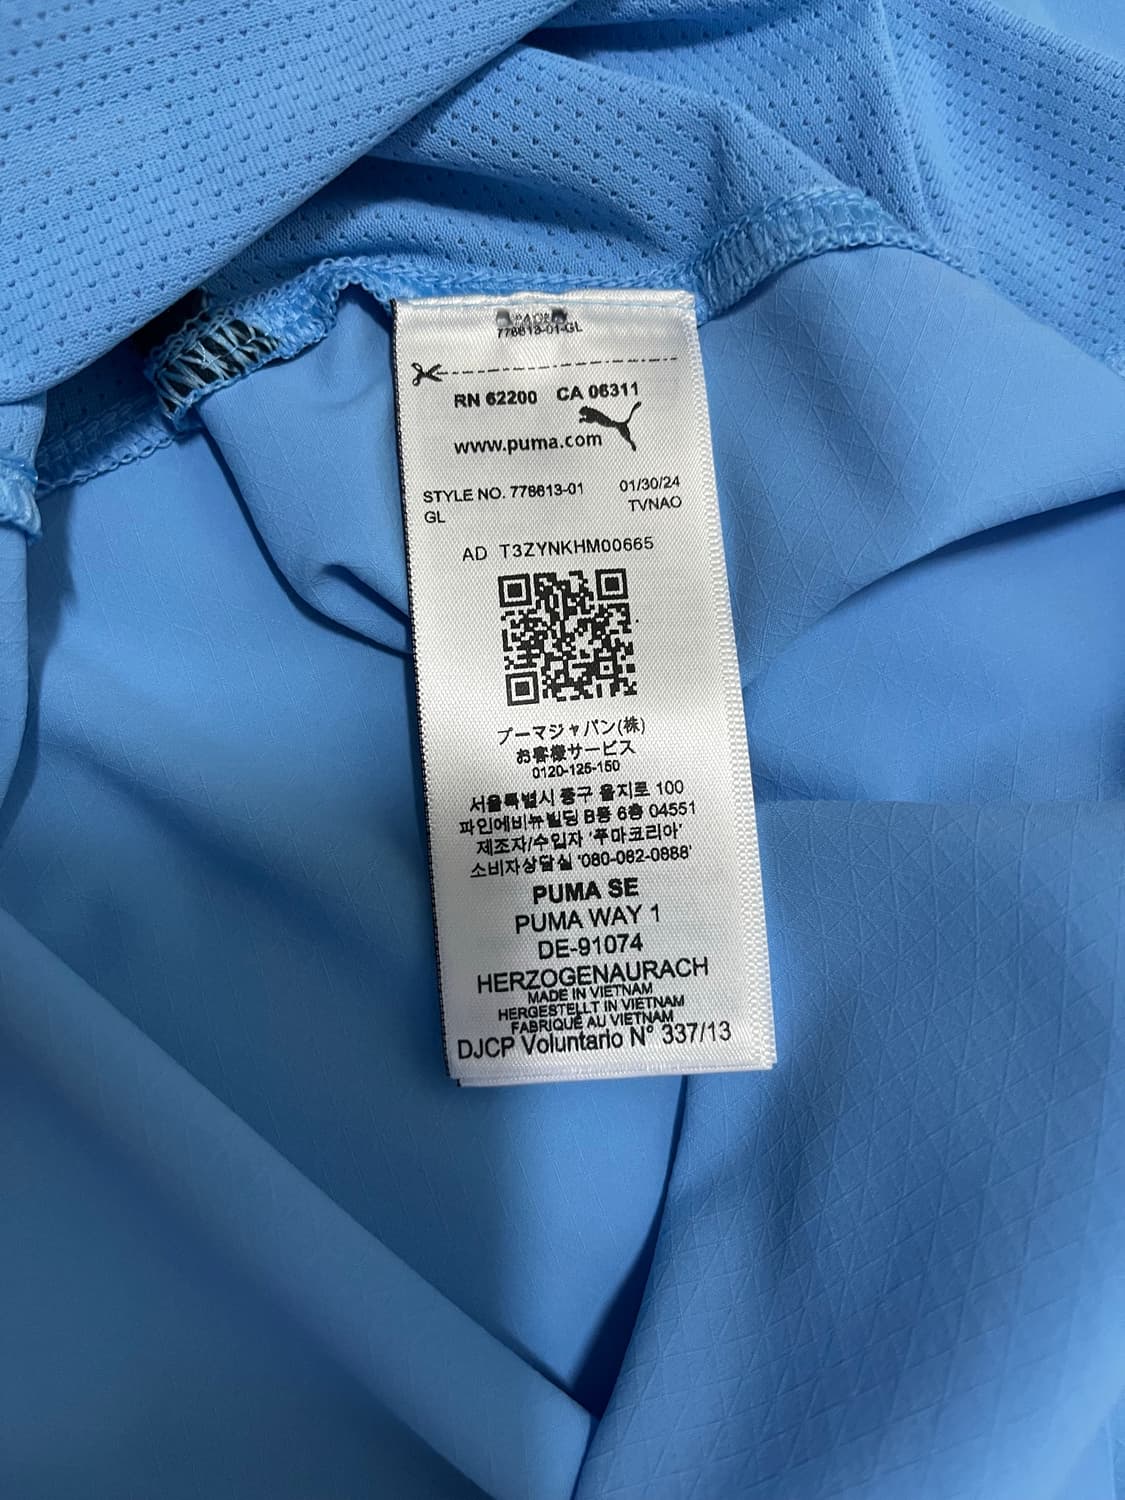 778613-01-GL
RN 62200 CA 06311
www.puma.com
STYLE NO. 778613-01 01/30/24
GL TVNAO
AD T3ZYNKHM00665
プーマジャパン(株)
お客様サービス
0120-125-150
서울특별시 중구 을지로 100
파인에비뉴빌딩 B동 6층 04551
제조자/수입자 '푸마코리아'
소비자상담실 '080-062-0888'
PUMA SE
PUMA WAY 1
DE-91074
HERZOGENAURACH
MADE IN VIETNAM
HERGESTELLT IN VIETNAM
FABRIQUÉ AU VIETNAM
DJCP Voluntario N° 337/13